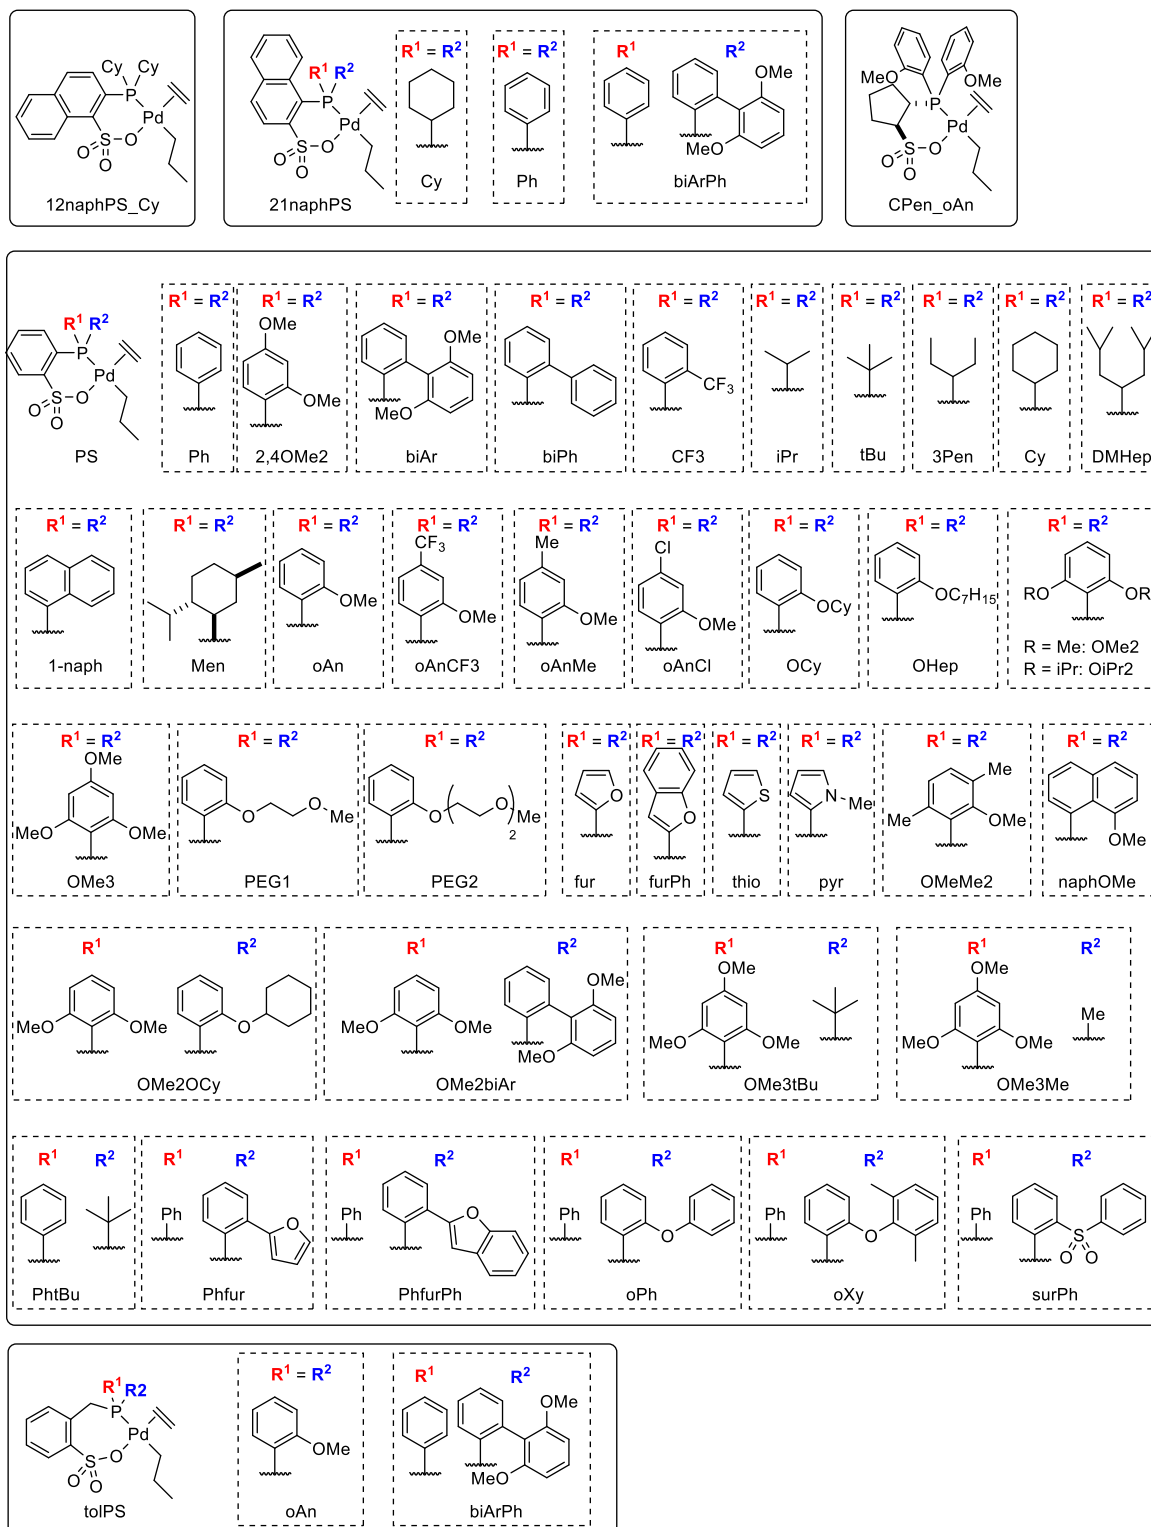 Cy Cy
P
Pd
S O
O O
12naphPS_Cy
R¹ R²
P
Pd
S O
O O
21naphPS
R¹ = R²
Cy
R¹ = R²
Ph
R¹ R²
OMe
MeO
biArPh
MeO OMe
P
Pd
S O
O O
CPen_oAn
R¹ R²
P
Pd
O S O
O
PS
R¹ = R²
Ph
R¹ = R²
OMe
OMe
2,4OMe2
R¹ = R²
OMe
MeO
biAr
R¹ = R²
biPh
R¹ = R²
CF₃
CF3
R¹ = R²
iPr
R¹ = R²
tBu
R¹ = R²
3Pen
R¹ = R²
Cy
R¹ = R²
DMHep
R¹ = R²
1-naph
R¹ = R²
Men
R¹ = R²
OMe
oAn
R¹ = R²
CF₃
OMe
oAnCF3
R¹ = R²
Me
OMe
oAnMe
R¹ = R²
Cl
OMe
oAnCl
R¹ = R²
OCy
OCy
R¹ = R²
OC₇H₁₅
OHep
R¹ = R²
RO OR
R = Me: OMe2
R = iPr: OiPr2
R¹ = R²
OMe
MeO OMe
OMe3
R¹ = R²
O O Me
PEG1
R¹ = R²
O ( O ) Me
2
PEG2
R¹ = R²
O
fur
R¹ = R²
O
furPh
R¹ = R²
S
thio
R¹ = R²
N Me
pyr
R¹ = R²
Me
Me OMe
OMeMe2
R¹ = R²
OMe
naphOMe
R¹ R²
MeO OMe O
OMe2OCy
R¹ R²
OMe
MeO OMe MeO
OMe2biAr
R¹ R²
OMe
MeO OMe
OMe3tBu
R¹ R²
OMe
Me
MeO OMe
OMe3Me
R¹ R²
PhtBu
R¹ R²
Ph O
Phfur
R¹ R²
Ph O
PhfurPh
R¹ R²
Ph O
oPh
R¹ R²
Ph O
oXy
R¹ R²
Ph
S
O O
surPh
R¹ R2
P
Pd
S O
O O
tolPS
R¹ = R²
OMe
oAn
R¹ R²
OMe
MeO
biArPh